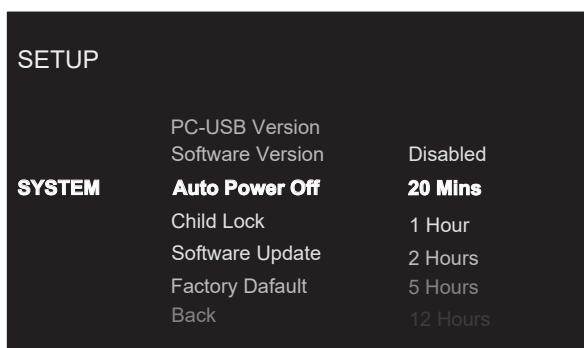 SETUP
PC-USB Version
Software Version Disabled
SYSTEM Auto Power Off 20 Mins
Child Lock 1 Hour
Software Update 2 Hours
Factory Dafault 5 Hours
Back 12 Hours